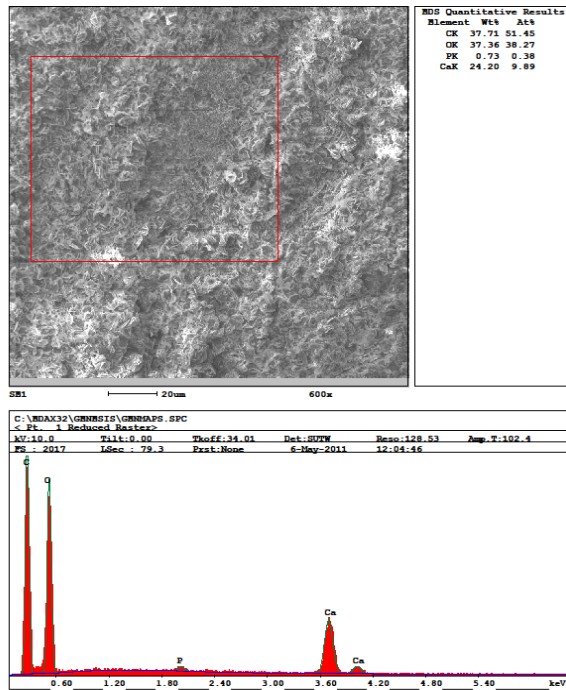 EDS Quantitative Results
Element Wt% At%
CK 37.71 51.45
OK 37.36 38.27
PK 0.73 0.38
CaK 24.20 9.89
SE1 20um 600x
C:\EDAX32\GENESIS\GENMAPS.SPC
< Pt. 1 Reduced Raster>
kV:10.0 Tilt:0.00 Tkoff:34.01 Det:SUTW Reso:128.53 Amp.T:102.4
FS : 2017 LSec : 79.3 Prst:None 6-May-2011 12:04:46
C
O
Ca
P
Ca
0.60 1.20 1.80 2.40 3.00 3.60 4.20 4.80 5.40 keV